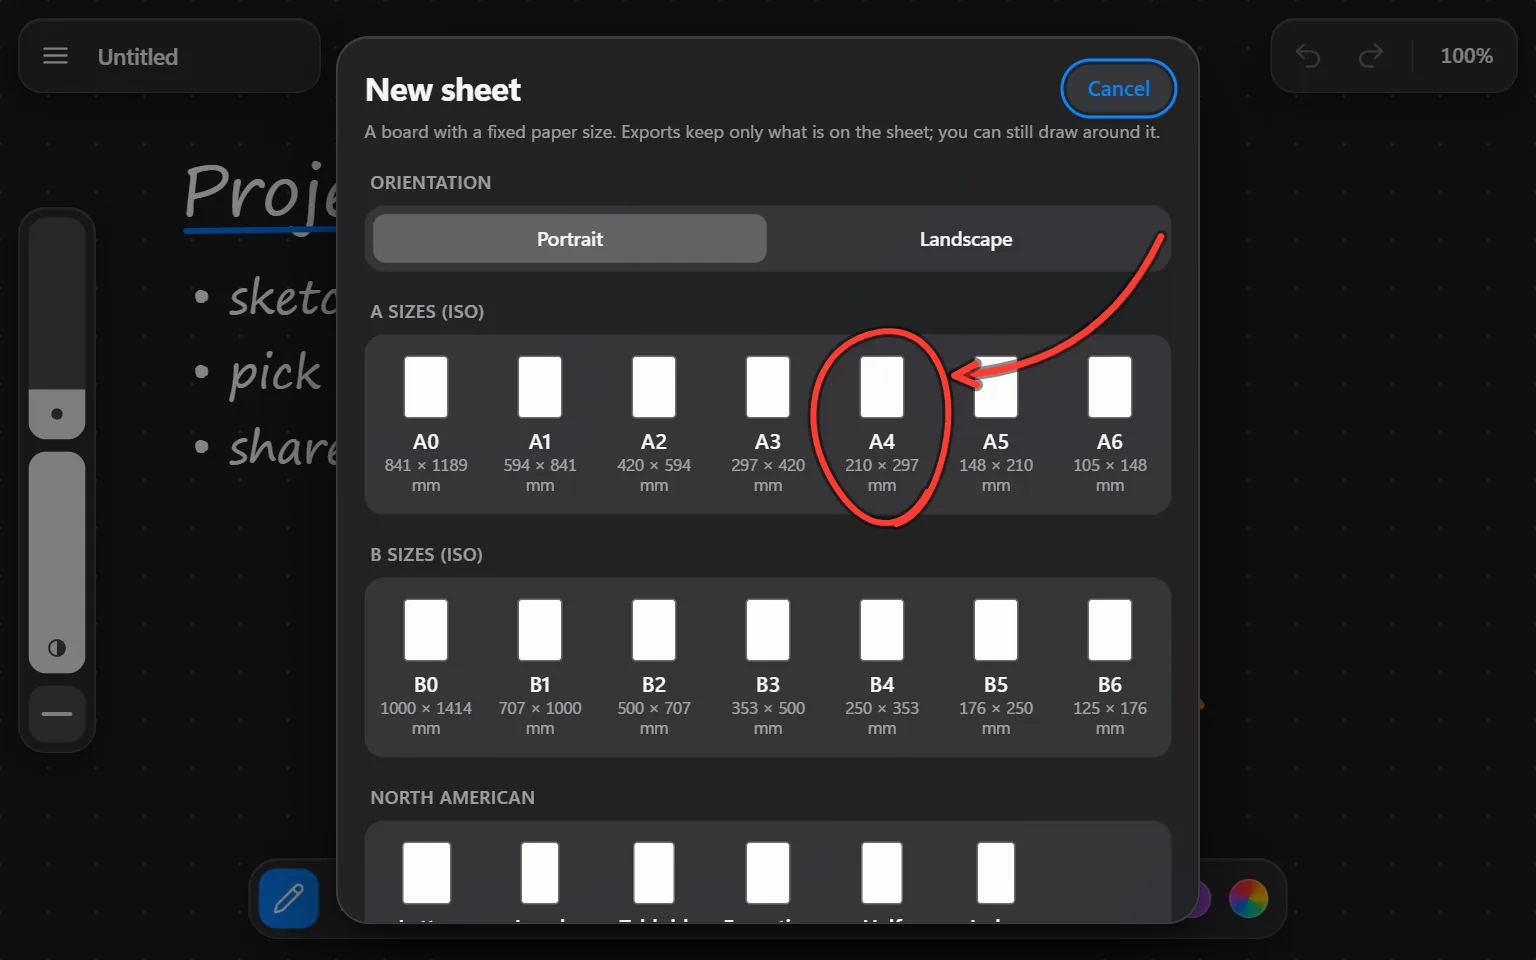 Untitled
100%
New sheet
Cancel
A board with a fixed paper size. Exports keep only what is on the sheet; you can still draw around it.
ORIENTATION
Portrait
Landscape
A SIZES (ISO)
A0
841 × 1189
mm
A1
594 × 841
mm
A2
420 × 594
mm
A3
297 × 420
mm
A4
210 × 297
mm
A5
148 × 210
mm
A6
105 × 148
mm
B SIZES (ISO)
B0
1000 × 1414
mm
B1
707 × 1000
mm
B2
500 × 707
mm
B3
353 × 500
mm
B4
250 × 353
mm
B5
176 × 250
mm
B6
125 × 176
mm
NORTH AMERICAN
• pick
• share